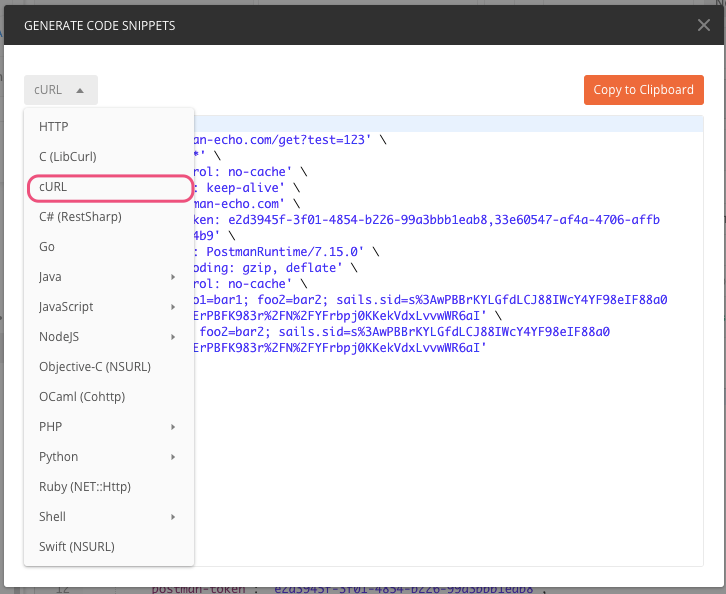 GENERATE CODE SNIPPETS
cURL
Copy to Clipboard
HTTP
C (LibCurl)
cURL
C# (RestSharp)
Go
Java
JavaScript
NodeJS
Objective-C (NSURL)
OCaml (Cohttp)
PHP
Python
Ruby (NET::Http)
Shell
Swift (NSURL)
an-echo.com/get?test=123' \
*' \
rol: no-cache' \
: keep-alive' \
man-echo.com' \
ken: e2d3945f-3f01-4854-b226-99a3bbb1eab8,33e60547-af4a-4706-affb
4b9' \
: PostmanRuntime/7.15.0' \
oding: gzip, deflate' \
rol: no-cache' \
o1=bar1; foo2=bar2; sails.sid=s%3AwPBBrKYLGfdLCJ88IWcY4YF98eIF88a0
ErPBFK983r%2FN%2FYFrbpj0KKekVdxLvvwWR6aI' \
foo2=bar2; sails.sid=s%3AwPBBrKYLGfdLCJ88IWcY4YF98eIF88a0
ErPBFK983r%2FN%2FYFrbpj0KKekVdxLvvwWR6aI'
12 postman-token : e2d3945f-3f01-4854-b226-99a3bbb1eab8 ,